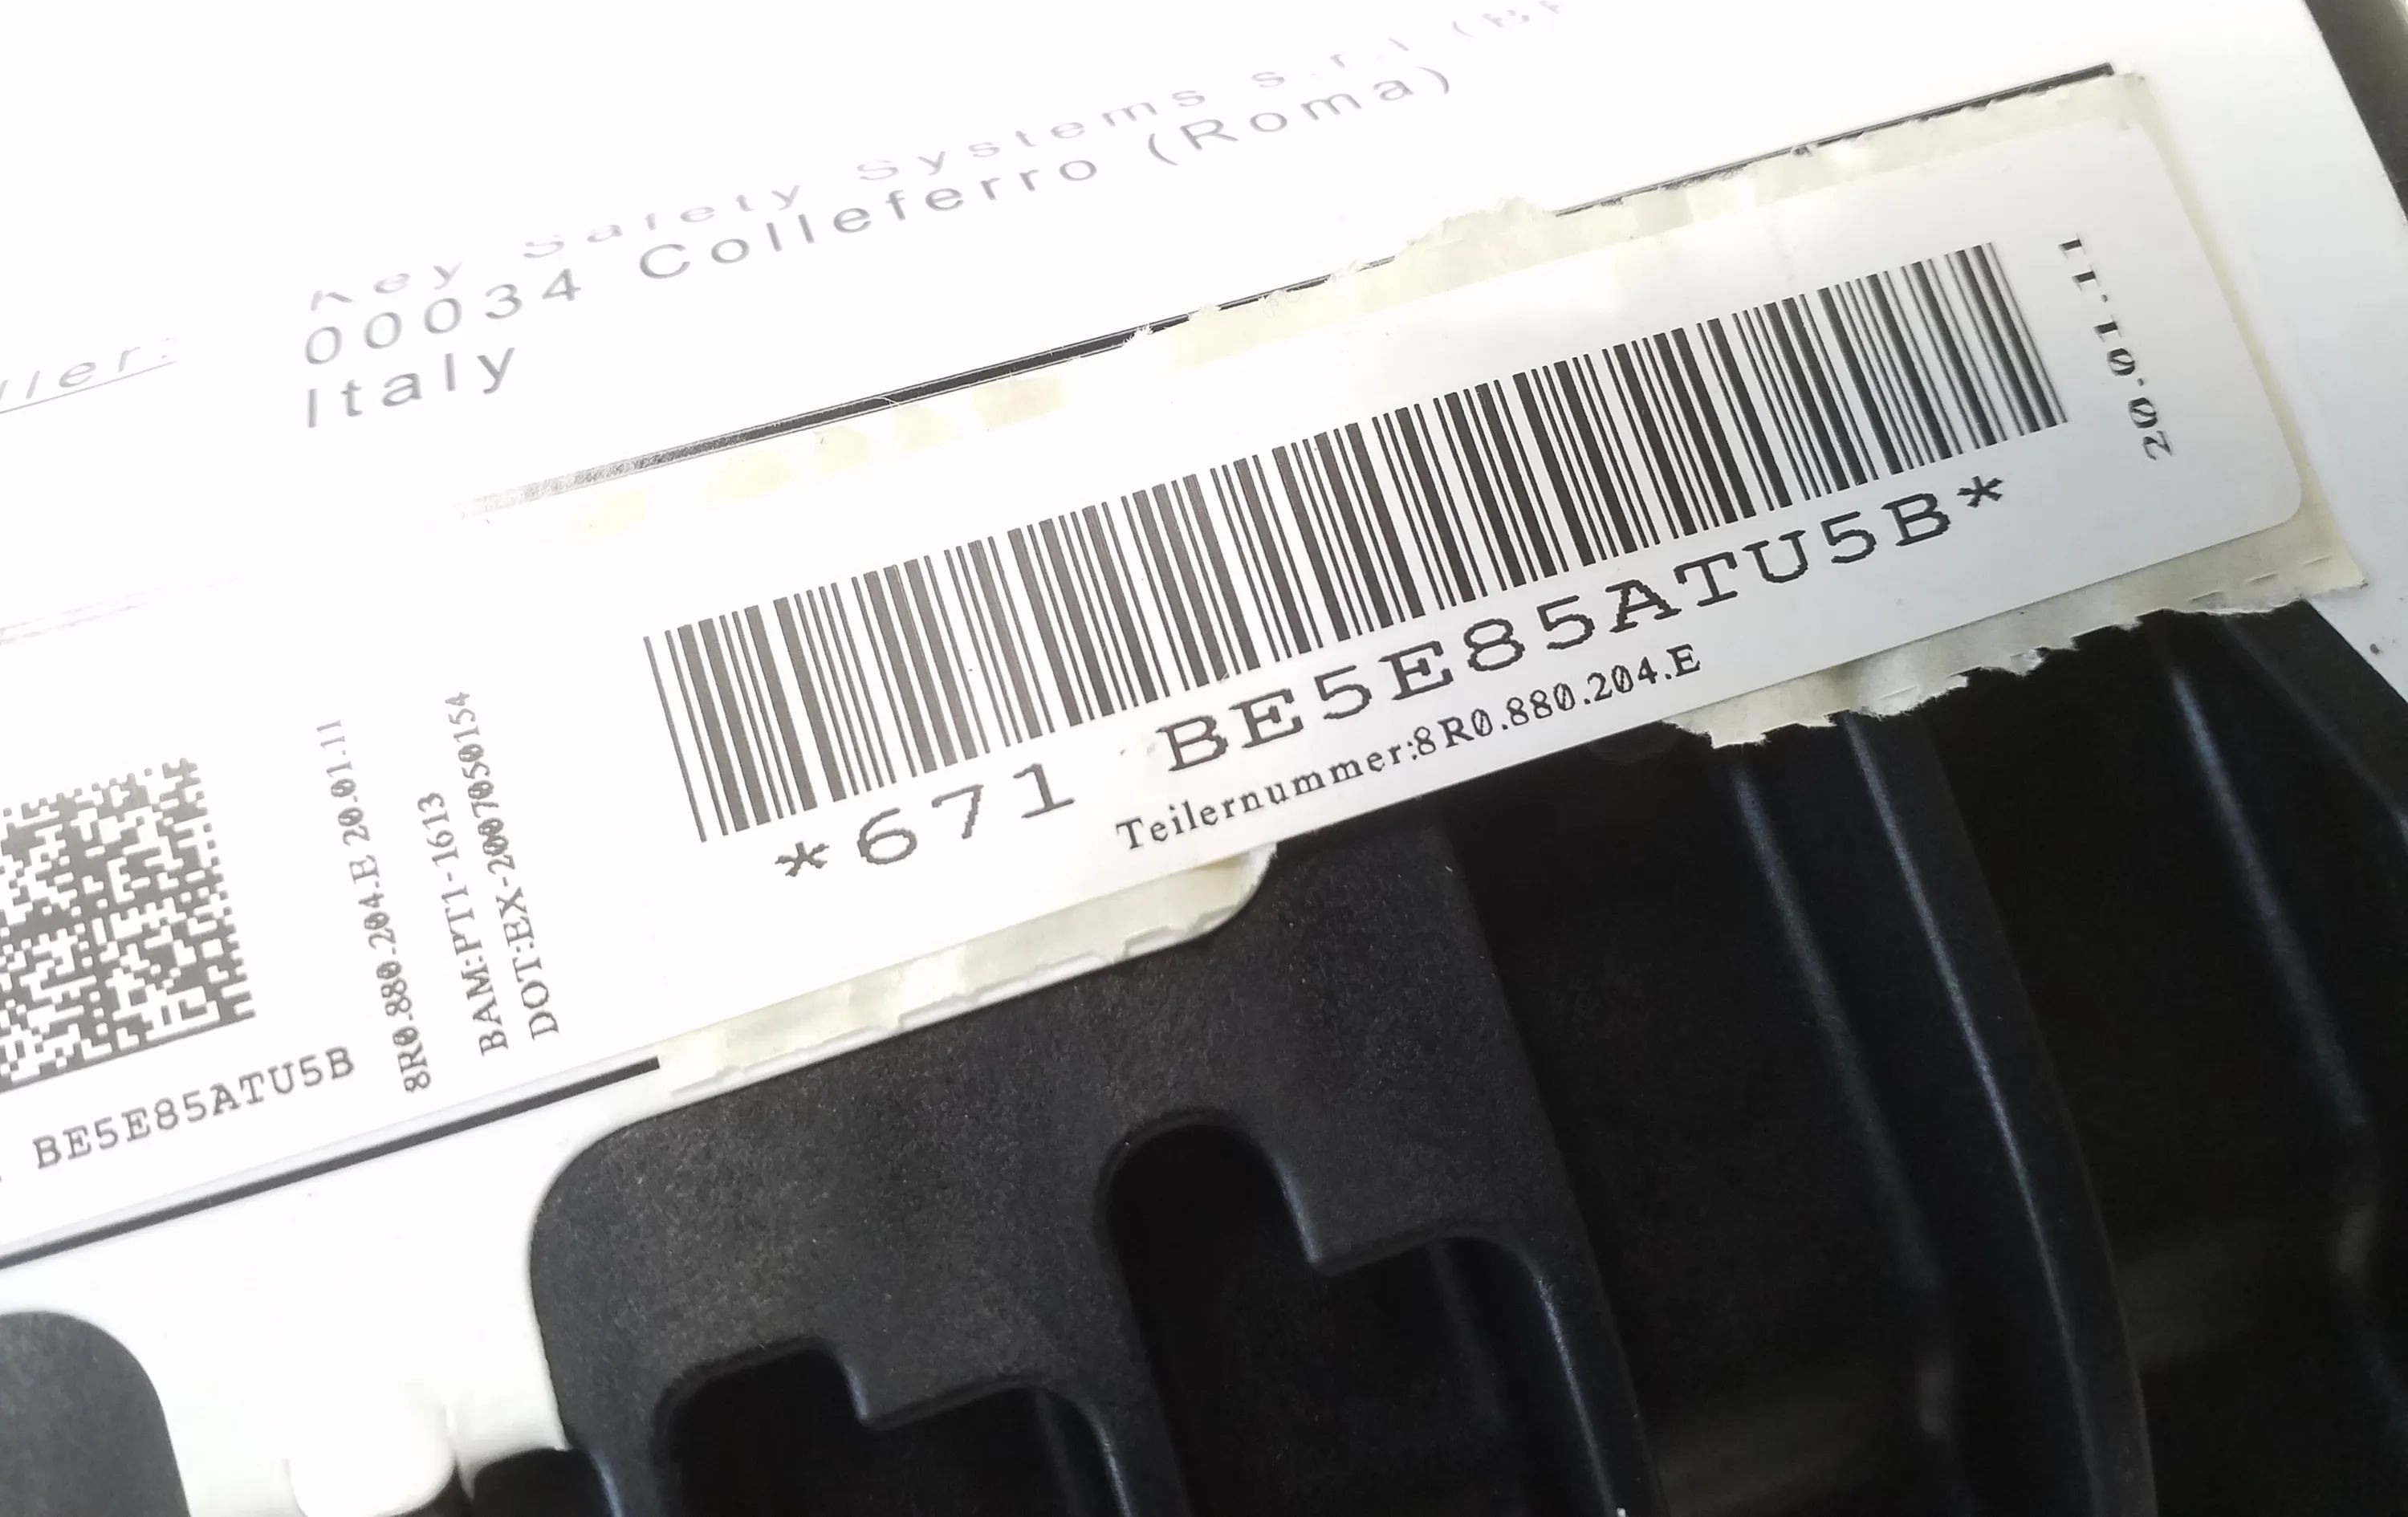 ller:
Key Safety Systems s.r.l
00034 Colleferro (Roma)
Italy
20.01.11
*671 BE5E85ATU5B*
Teilernummer:8R0.880.204.E
8R0.880.204.E 20.01.11
BAM:PT1-1613
DOT:EX-2007050154
BE5E85ATU5B